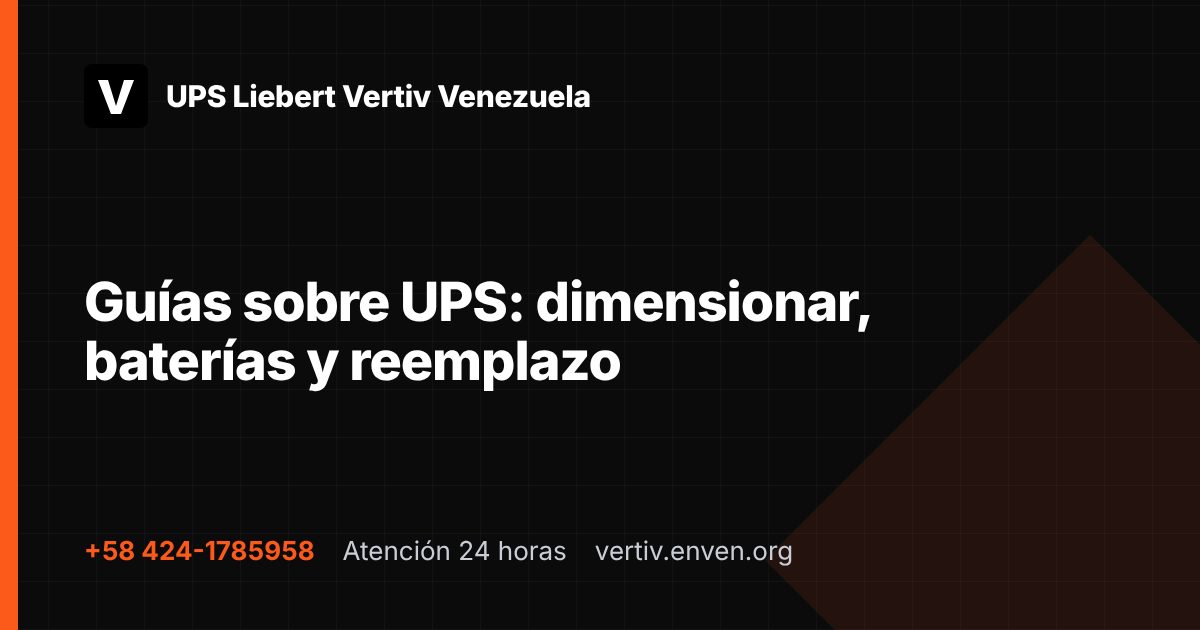 V
UPS Liebert Vertiv Venezuela
Guías sobre UPS: dimensionar,
baterías y reemplazo
+58 424-1785958 Atención 24 horas vertiv.enven.org